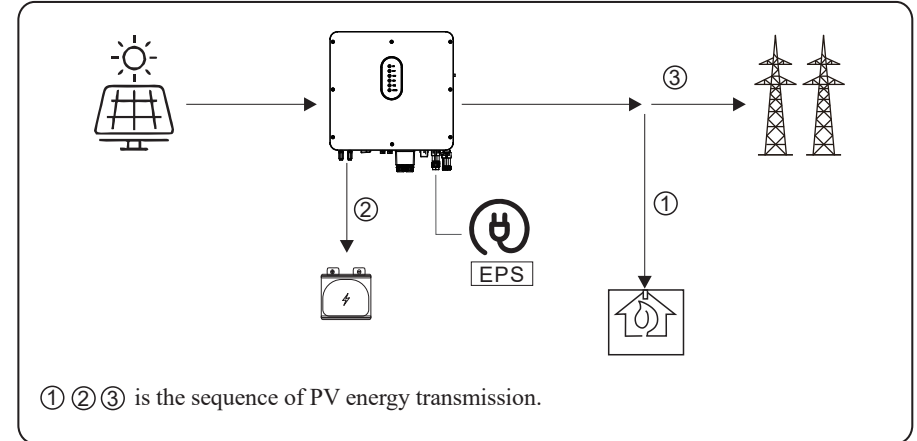 ③
②
①
EPS
① ② ③ is the sequence of PV energy transmission.